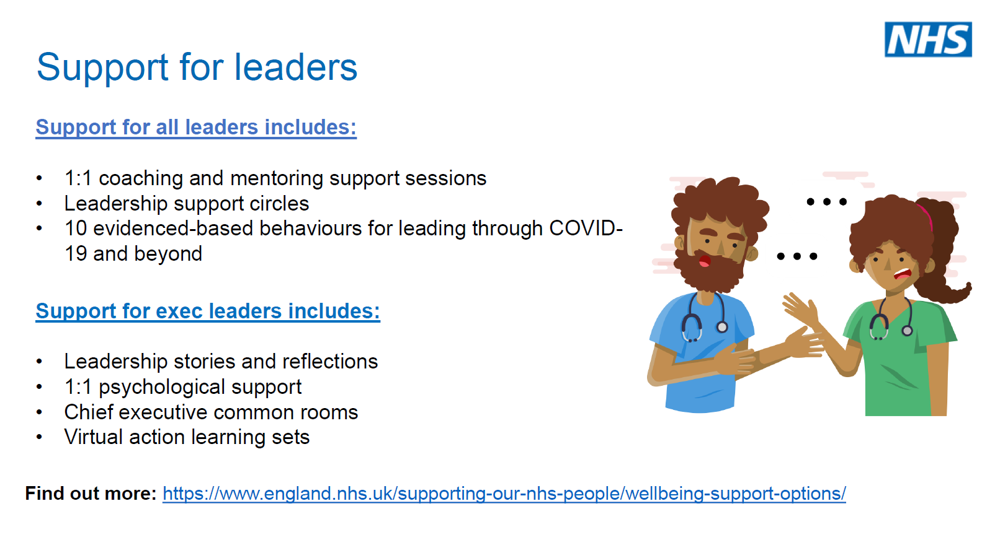 NHS
Support for leaders
Support for all leaders includes:
• 1:1 coaching and mentoring support sessions
• Leadership support circles
• 10 evidenced-based behaviours for leading through COVID-
19 and beyond
Support for exec leaders includes:
• Leadership stories and reflections
• 1:1 psychological support
• Chief executive common rooms
• Virtual action learning sets
Find out more: https://www.england.nhs.uk/supporting-our-nhs-people/wellbeing-support-options/